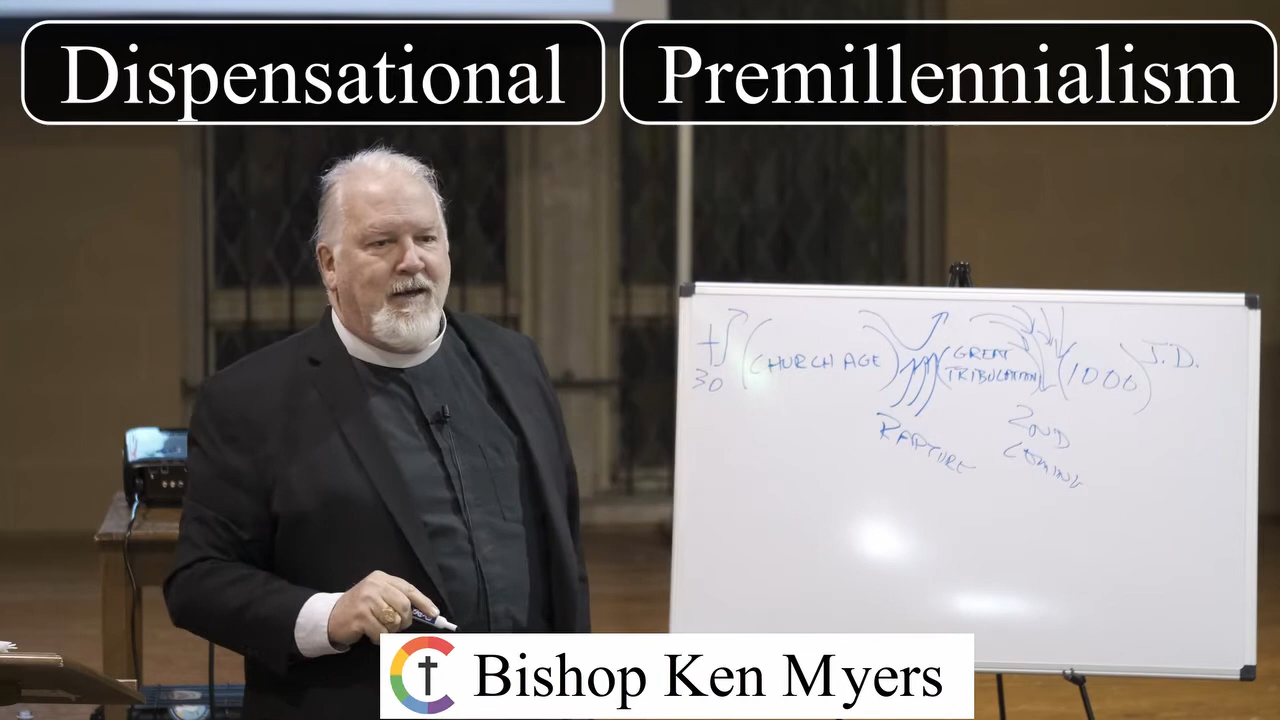 Dispensational Premillennialism
† 30 (CHURCH AGE) (GREAT TRIBULATION) (1000) J.D.
RAPTURE
2ND COMING
Bishop Ken Myers